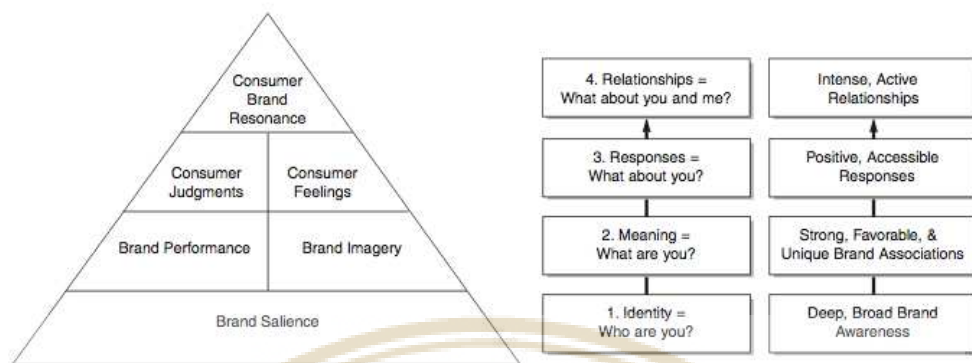 Consumer
Brand
Resonance
Consumer
Judgments
Consumer
Feelings
Brand Performance
Brand Imagery
Brand Salience
4. Relationships =
What about you and me?
3. Responses =
What about you?
2. Meaning =
What are you?
1. Identity =
Who are you?
Intense, Active
Relationships
Positive, Accessible
Responses
Strong, Favorable, &
Unique Brand Associations
Deep, Broad Brand
Awareness